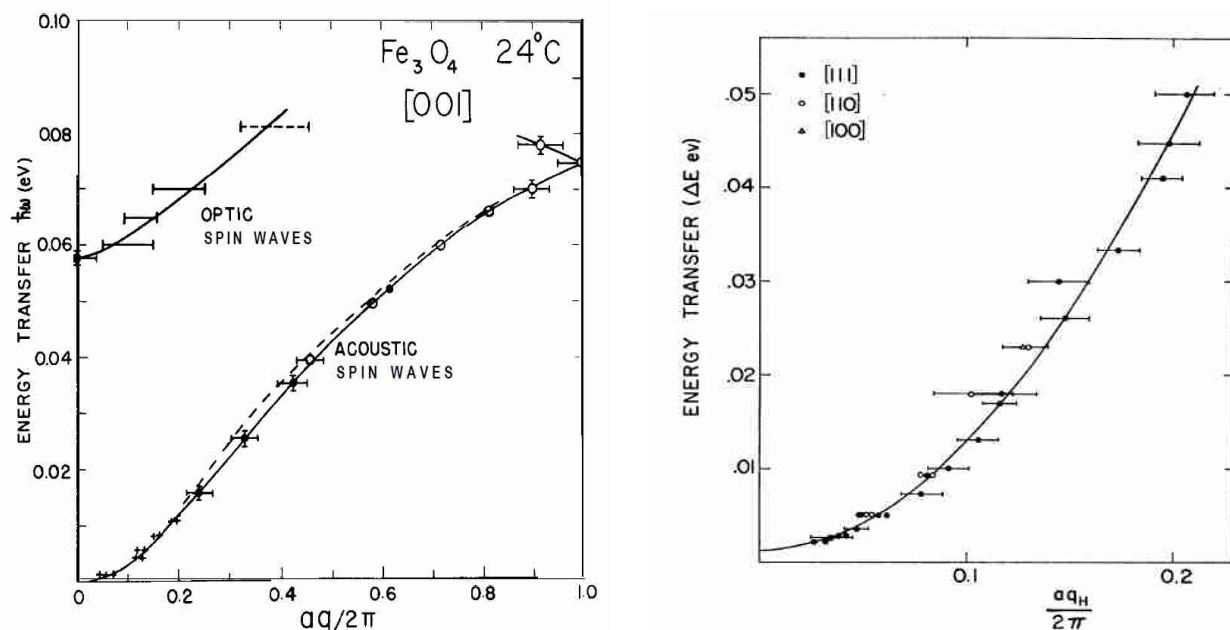 0.10
Fe₃O₄ 24°C
[001]
0.08
0.06
0.04
0.02
ENERGY TRANSFER ħω (eV)
OPTIC
SPIN WAVES
ACOUSTIC
SPIN WAVES
0 0.2 0.4 0.6 0.8 1.0
aq/2π
[111]
[110]
[100]
.05
.04
.03
.02
.01
ENERGY TRANSFER (ΔE ev)
0.1 0.2
aq_H
2π